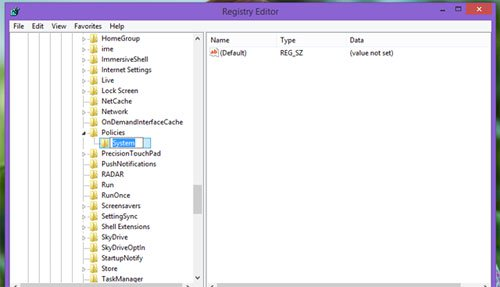 Registry Editor
File Edit View Favorites Help
HomeGroup
ime
ImmersiveShell
Internet Settings
Live
Lock Screen
NetCache
Network
OnDemandInterfaceCache
Policies
System
PrecisionTouchPad
PushNotifications
RADAR
Run
RunOnce
Screensavers
SettingSync
Shell Extensions
SkyDrive
SkyDriveOptIn
StartupNotify
Store
TaskManager
Name Type Data
ab (Default) REG_SZ (value not set)